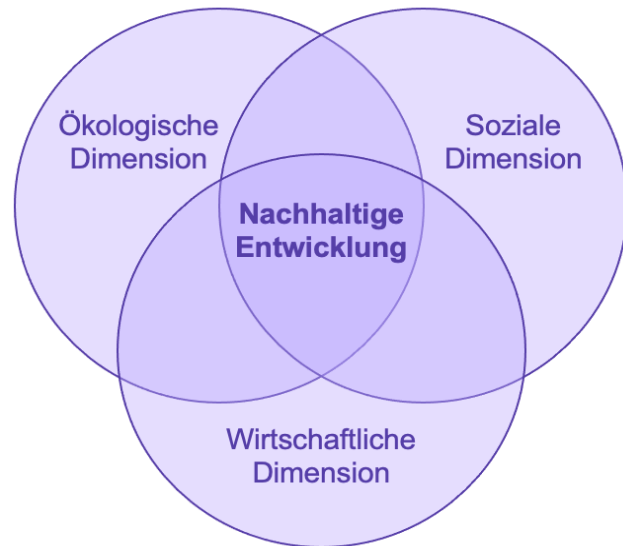 Ökologische
Dimension
Soziale
Dimension
Nachhaltige
Entwicklung
Wirtschaftliche
Dimension